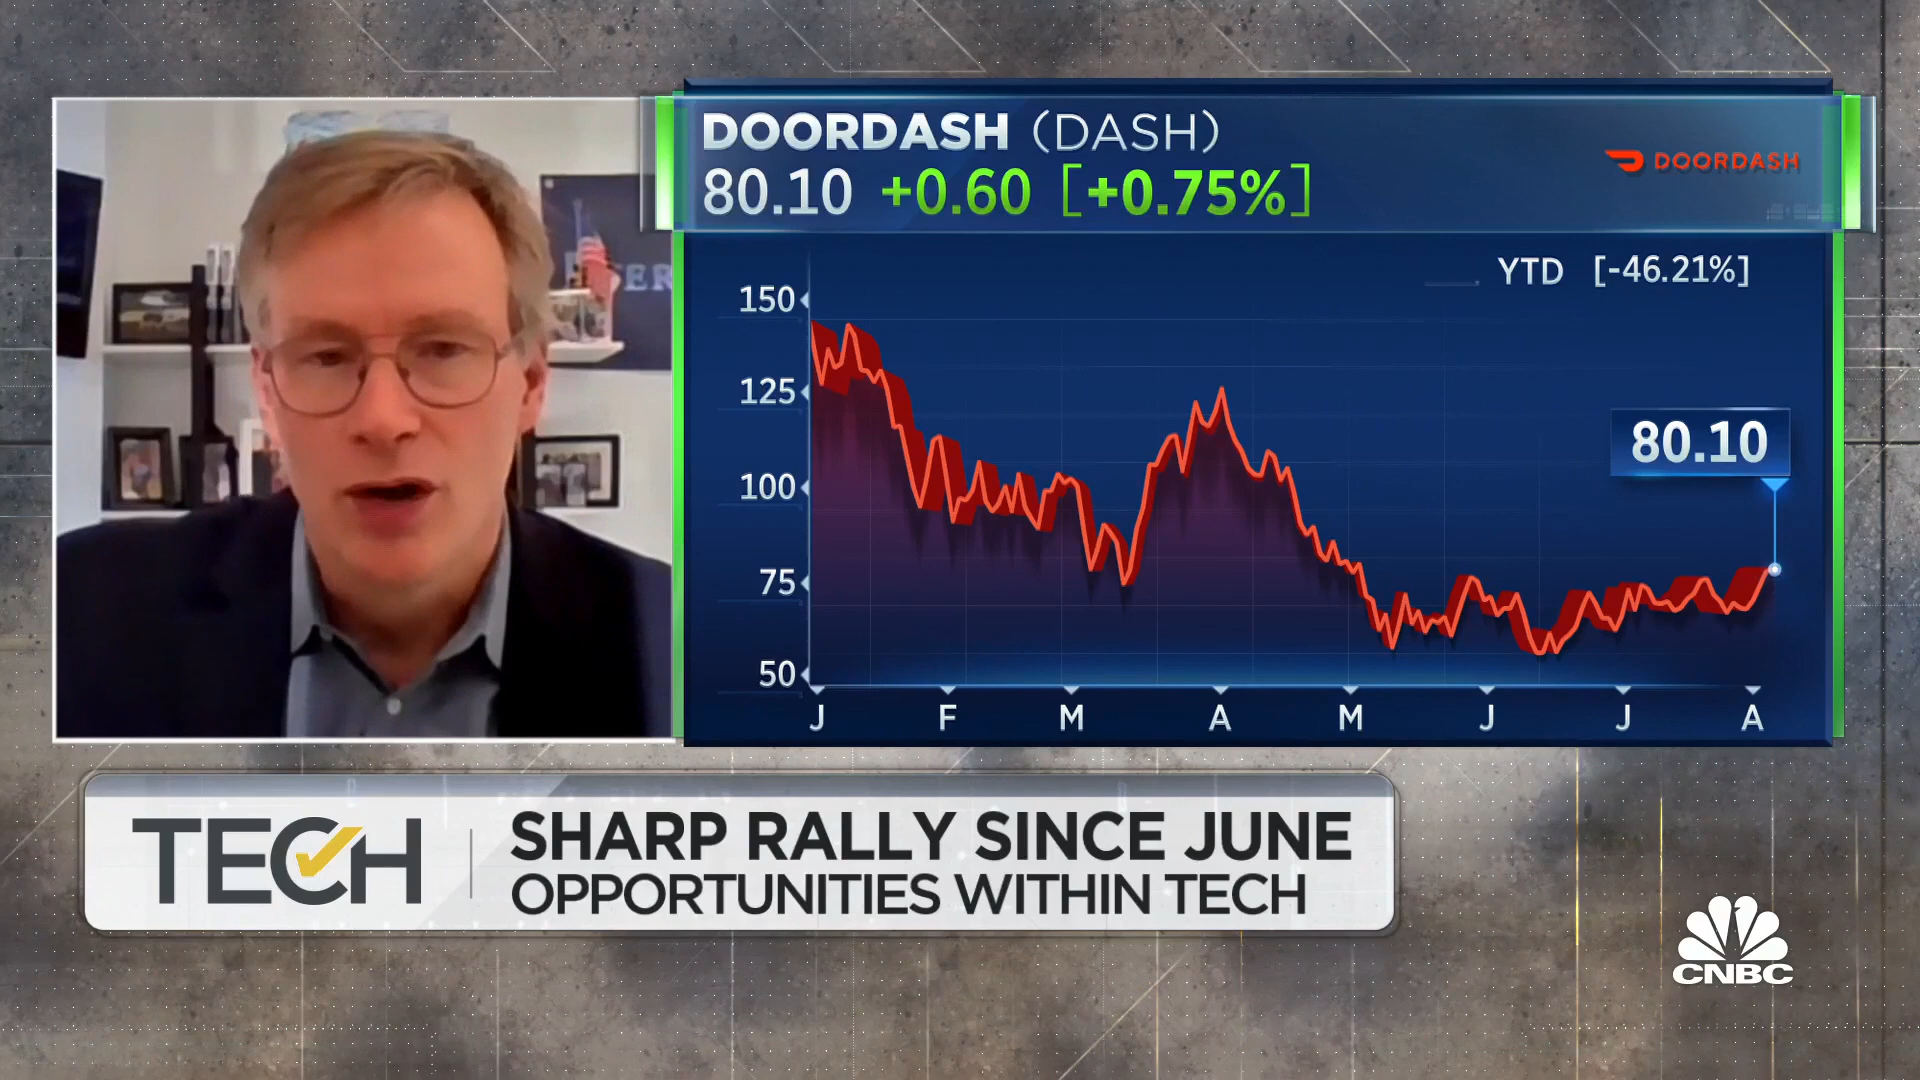 DOORDASH (DASH)
80.10 +0.60 [+0.75%]
DOORDASH
YTD [-46.21%]
150
125
100
75
50
80.10
J F M A M J J A
TECH
SHARP RALLY SINCE JUNE
OPPORTUNITIES WITHIN TECH
CNBC